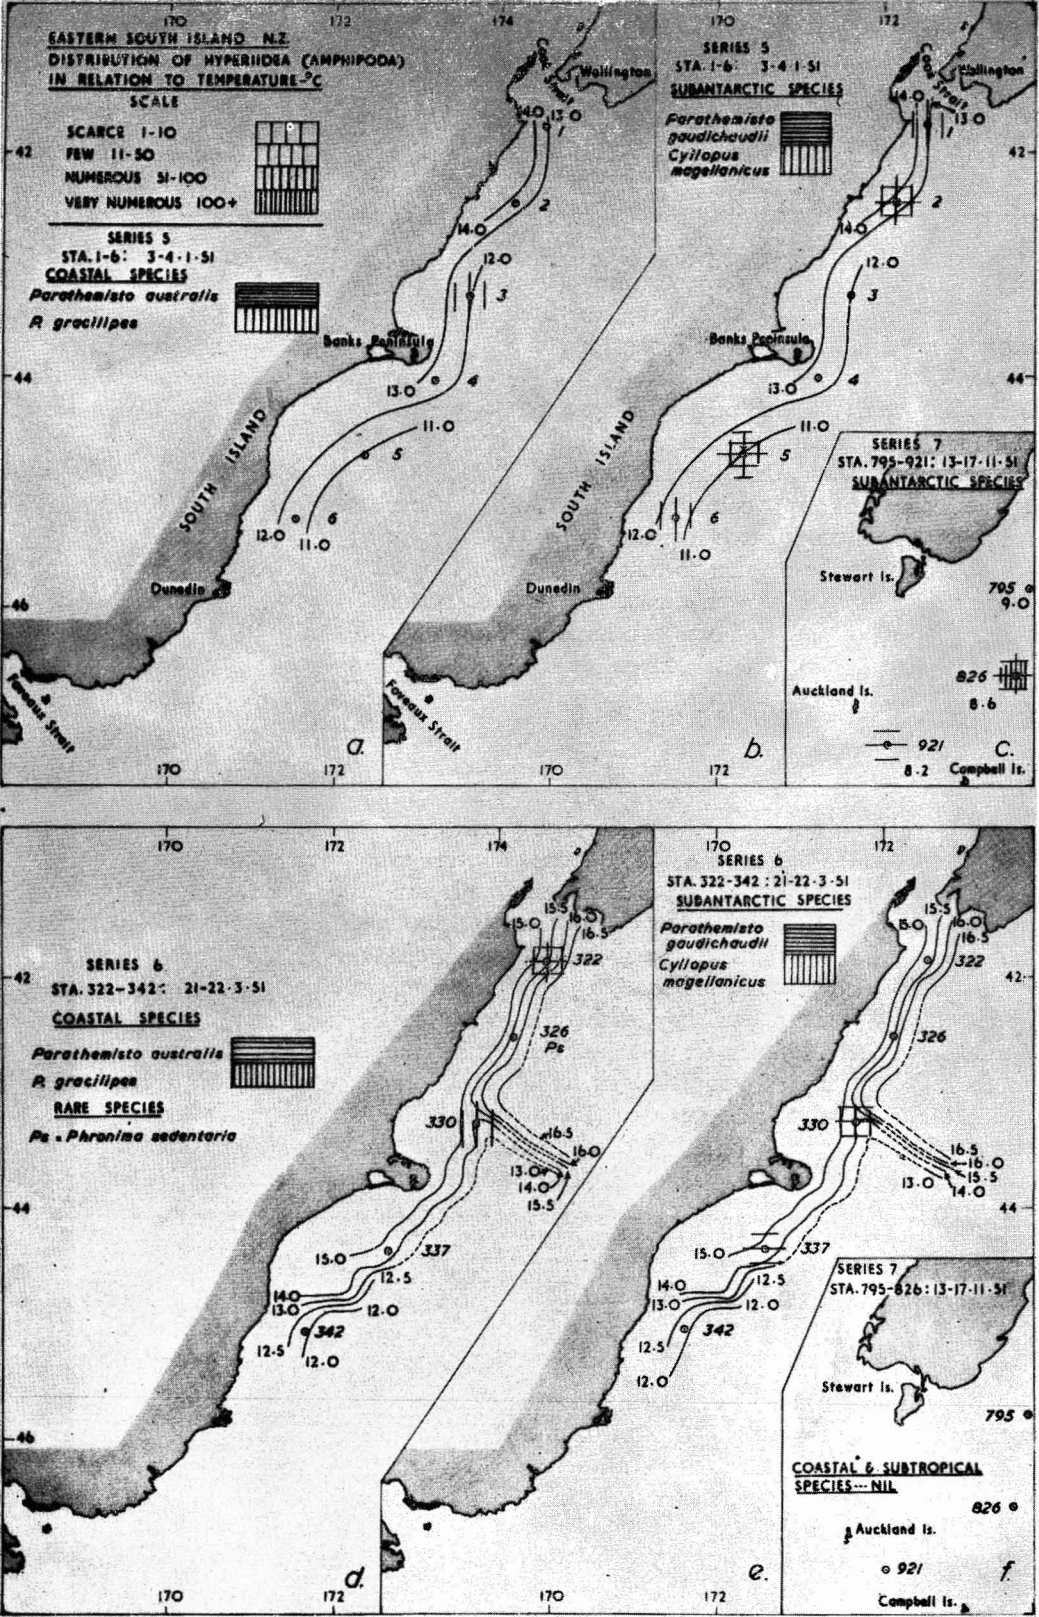 170 172 174
EASTERN SOUTH ISLAND N.Z.
DISTRIBUTION OF HYPERIIDEA (AMPHIPODA)
IN RELATION TO TEMPERATURE-°C
SCALE
SCARCE 1-10
FEW 11-50
NUMEROUS 51-100
VERY NUMEROUS 100+
SERIES 5
STA. 1-6: 3-4·1·51
COASTAL SPECIES
Parathemisto australis
P. gracilipes
Cook Strait
Wellington
14.0 13.0
1
42
2
14.0
12.0
3
Banks Peninsula
44
13.0
4
11.0
5
SOUTH ISLAND
12.0
11.0
6
Dunedin
46
Foveaux Strait
a.
170 172
170 172
SERIES 5
STA. 1-6: 3-4·1·51
SUBANTARCTIC SPECIES
Parathemisto
gaudichaudii
Cyllopus
magellanicus
Cook Strait
Wellington
14.0
13.0
1
42
2
14.0
12.0
3
Banks Peninsula
44
13.0
4
11.0
5
SOUTH ISLAND
12.0
6
11.0
Dunedin
b.
170 172
SERIES 7
STA. 795-921: 13-17·11·51
SUBANTARCTIC SPECIES
Stewart Is.
795
9.0
826
Auckland Is.
8.6
921
c.
8.2
Campbell Is.
170 172 174
15.0 15.5 16.0
16.5
322
42
SERIES 6
STA. 322-342: 21-22·3·51
COASTAL SPECIES
Parathemisto australis
P. gracilipes
RARE SPECIES
Ps = Phronima sedentaria
326
Ps
330
16.5
16.0
13.0
14.0
15.5
44
15.0
337
12.5
14.0
13.0
12.0
342
12.5
12.0
46
d.
170 172
170 172
SERIES 6
STA. 322-342: 21-22·3·51
SUBANTARCTIC SPECIES
Parathemisto
gaudichaudii
Cyllopus
magellanicus
15.5
15.0 16.0
16.5
322
42
326
330
16.5
16.0
15.5
13.0
14.0
44
15.0
337
12.5
14.0
13.0
12.0
342
12.5
12.0
e.
170 172
SERIES 7
STA. 795-826: 13-17·11·51
Stewart Is.
795
COASTAL & SUBTROPICAL
SPECIES---NIL
826
Auckland Is.
921
f.
Campbell Is.